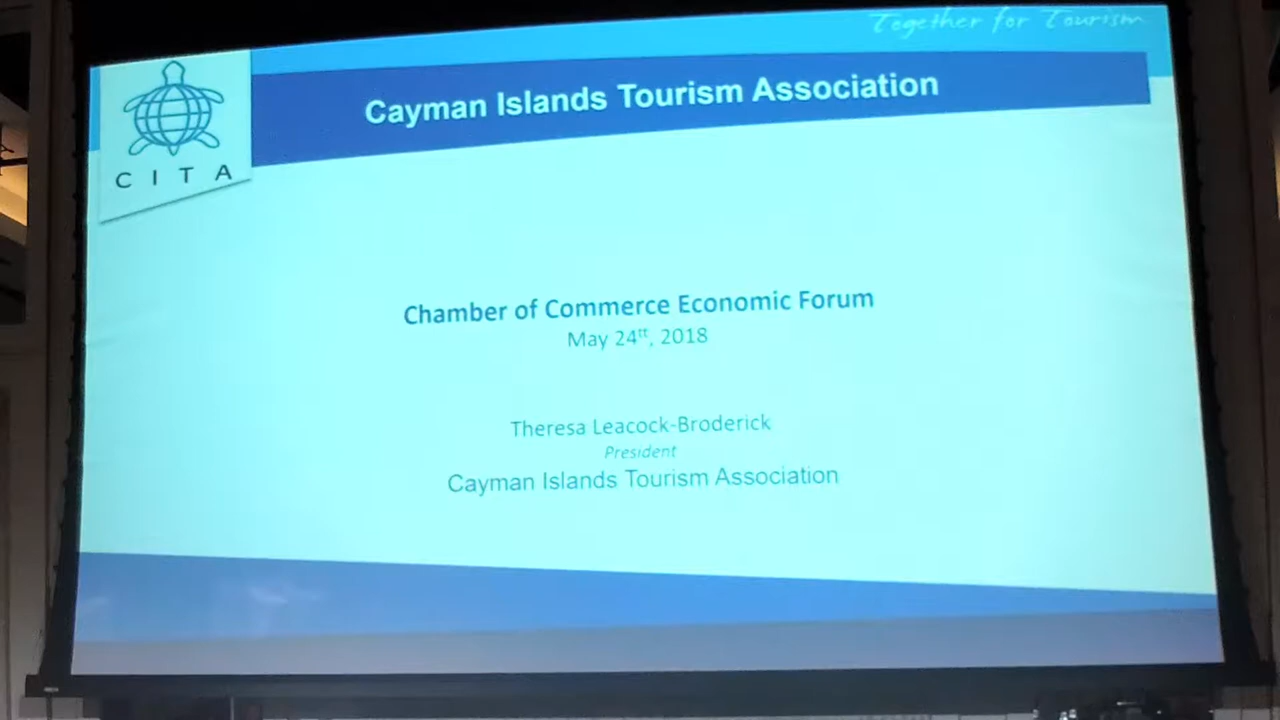 Together for Tourism
Cayman Islands Tourism Association
C I T A
Chamber of Commerce Economic Forum
May 24tt, 2018
Theresa Leacock-Broderick
President
Cayman Islands Tourism Association